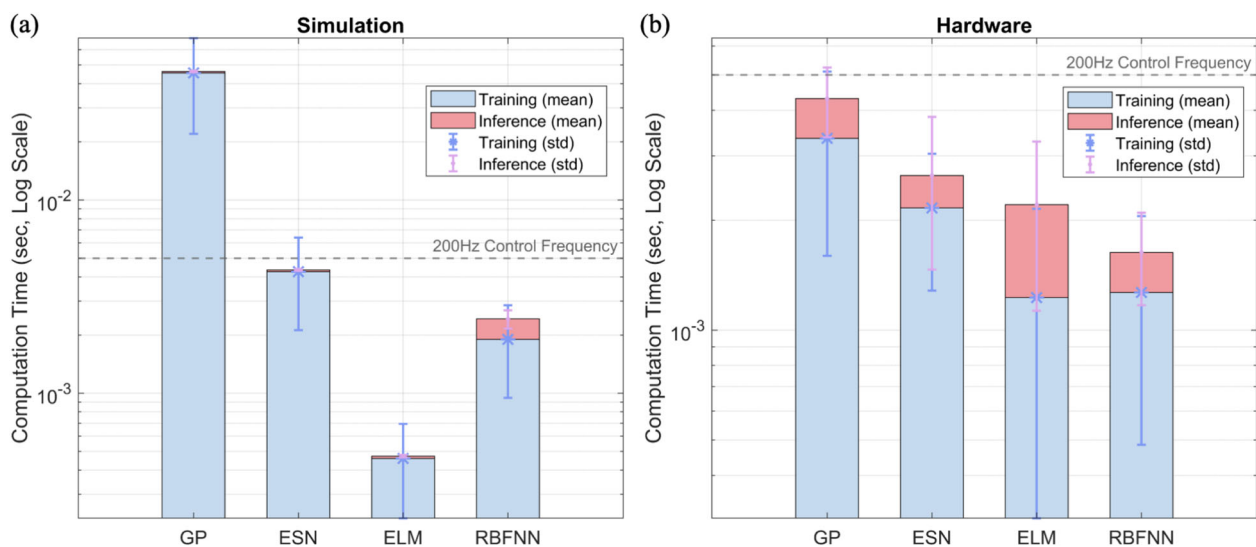 (a)
Simulation
Computation Time (sec, Log Scale)
10⁻²
10⁻³
Training (mean)
Inference (mean)
Training (std)
Inference (std)
200Hz Control Frequency
GP
ESN
ELM
RBFNN
(b)
Hardware
Computation Time (sec, Log Scale)
10⁻³
200Hz Control Frequency
Training (mean)
Inference (mean)
Training (std)
Inference (std)
GP
ESN
ELM
RBFNN